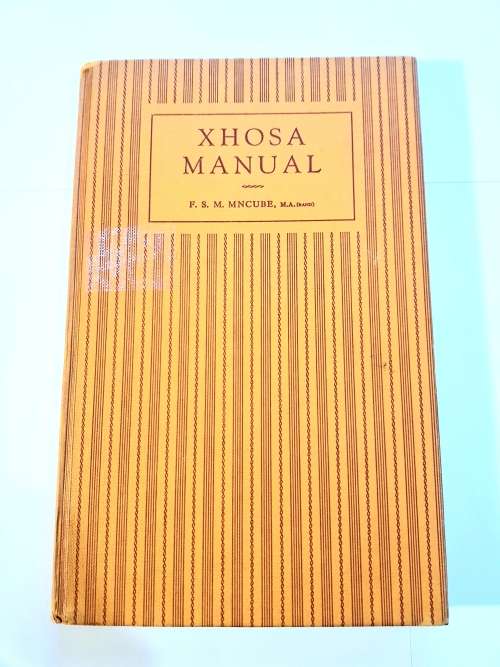 XHOSA
MANUAL
F. S. M. MNCUBE, M.A. (RAND)